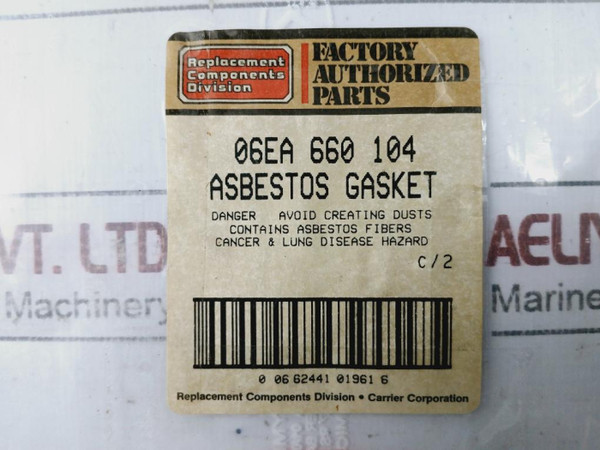 Replacement
Components
Division
FACTORY
AUTHORIZED
PARTS
06EA 660 104
ASBESTOS GASKET
DANGER AVOID CREATING DUSTS
CONTAINS ASBESTOS FIBERS
CANCER & LUNG DISEASE HAZARD
C/2
VT. LTD
AELN
Machinery
Marine
0 06 62441 01961 6
Replacement Components Division • Carrier Corporation